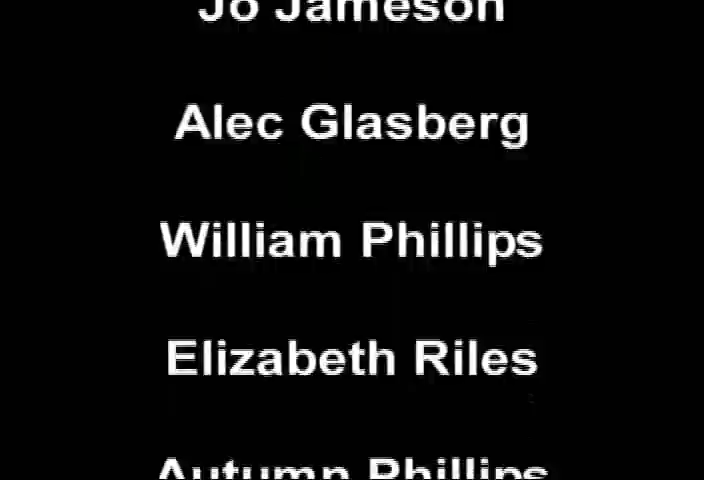 Jo Jameson
Alec Glasberg
William Phillips
Elizabeth Riles
Autumn Phillips